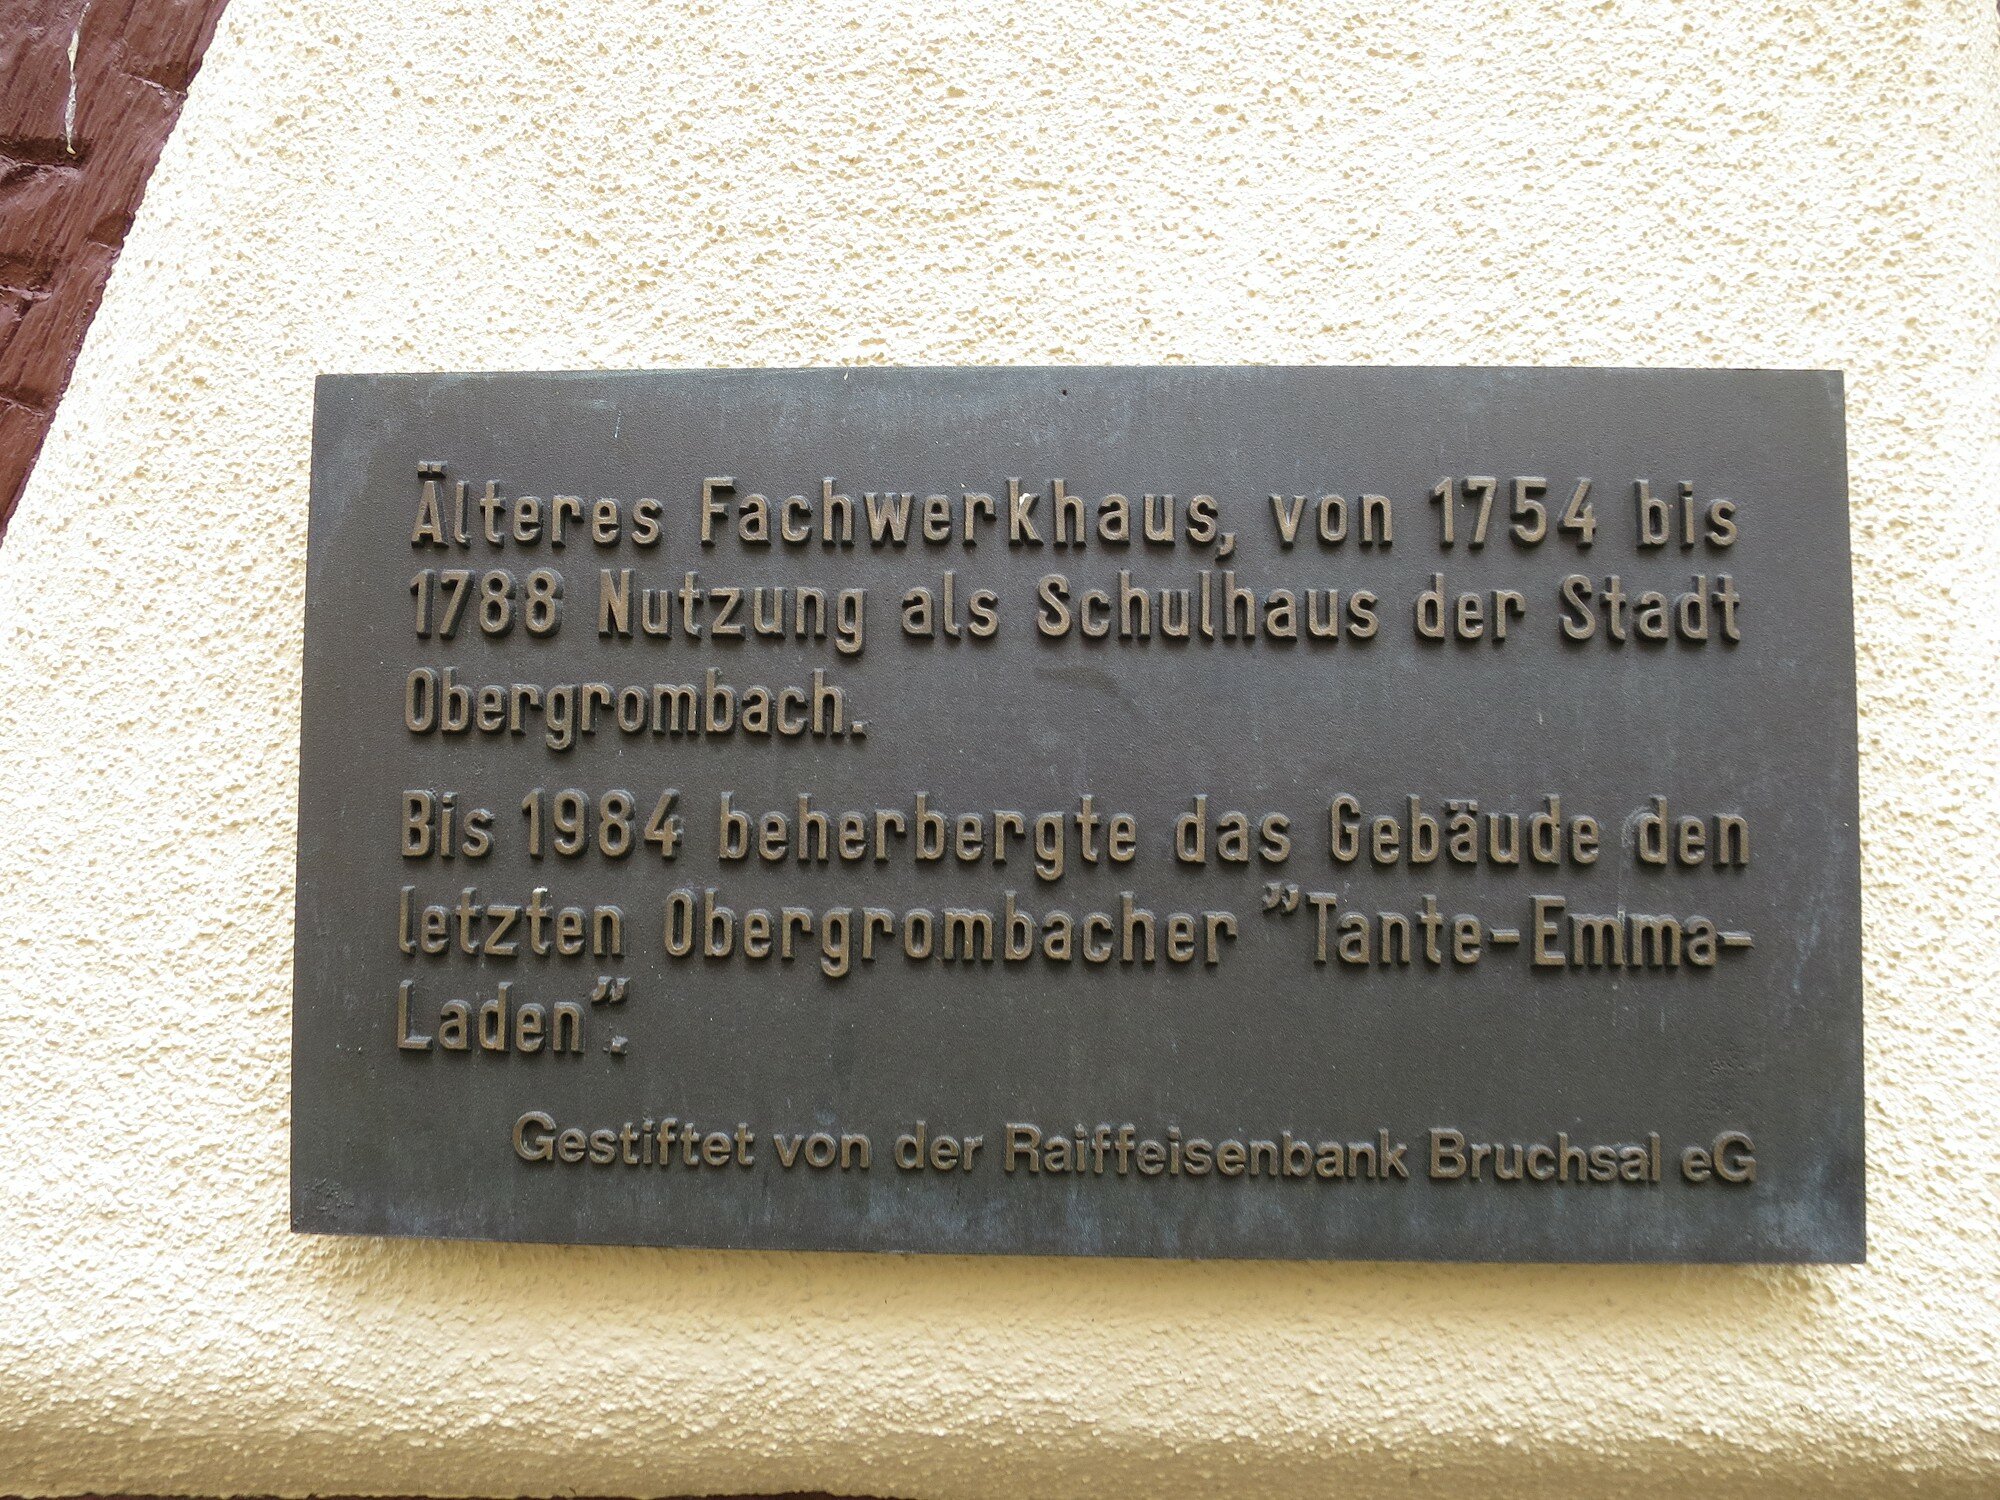 Älteres Fachwerkhaus, von 1754 bis
1788 Nutzung als Schulhaus der Stadt
Obergrombach.
Bis 1984 beherbergte das Gebäude den
letzten Obergrombacher ”Tante-Emma-
Laden”.
Gestiftet von der Raiffeisenbank Bruchsal eG